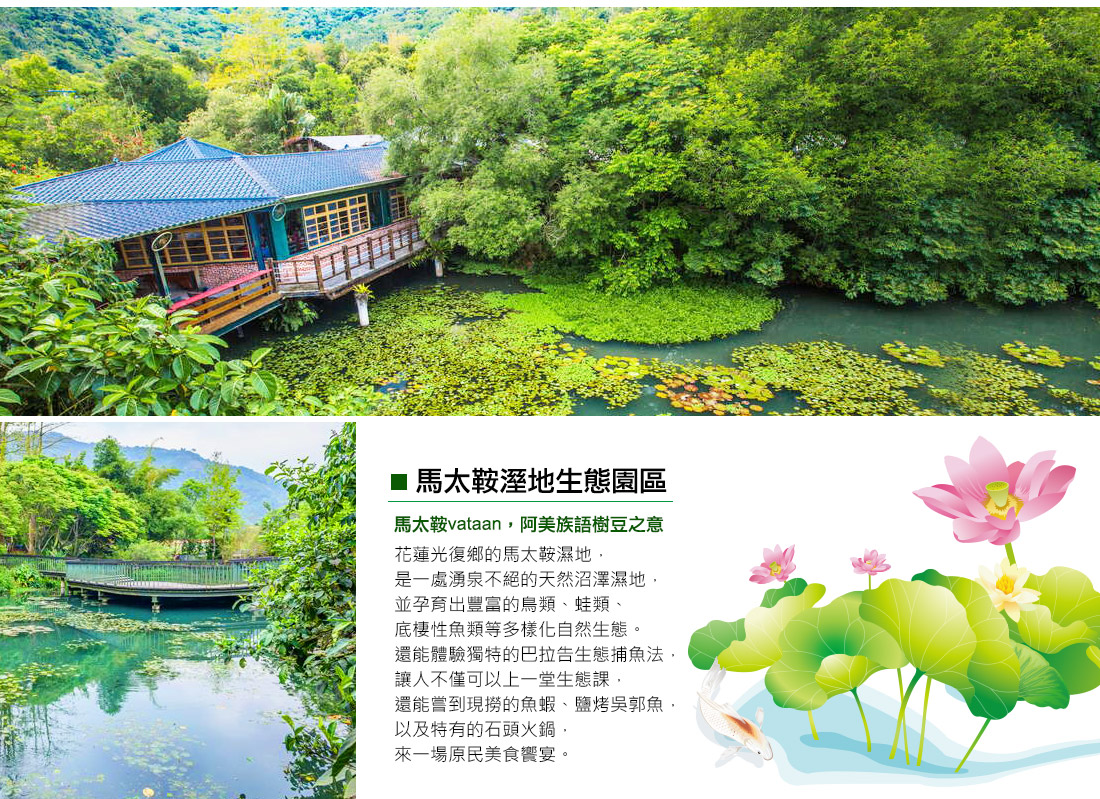 ■ 馬太鞍溼地生態園區
馬太鞍vataan，阿美族語樹豆之意
花蓮光復鄉的馬太鞍濕地，
是一處湧泉不絕的天然沼澤濕地，
並孕育出豐富的鳥類、蛙類、
底棲性魚類等多樣化自然生態。
還能體驗獨特的巴拉告生態捕魚法，
讓人不僅可以上一堂生態課，
還能嘗到現撈的魚蝦、鹽烤吳郭魚，
以及特有的石頭火鍋，
來一場原民美食饗宴。